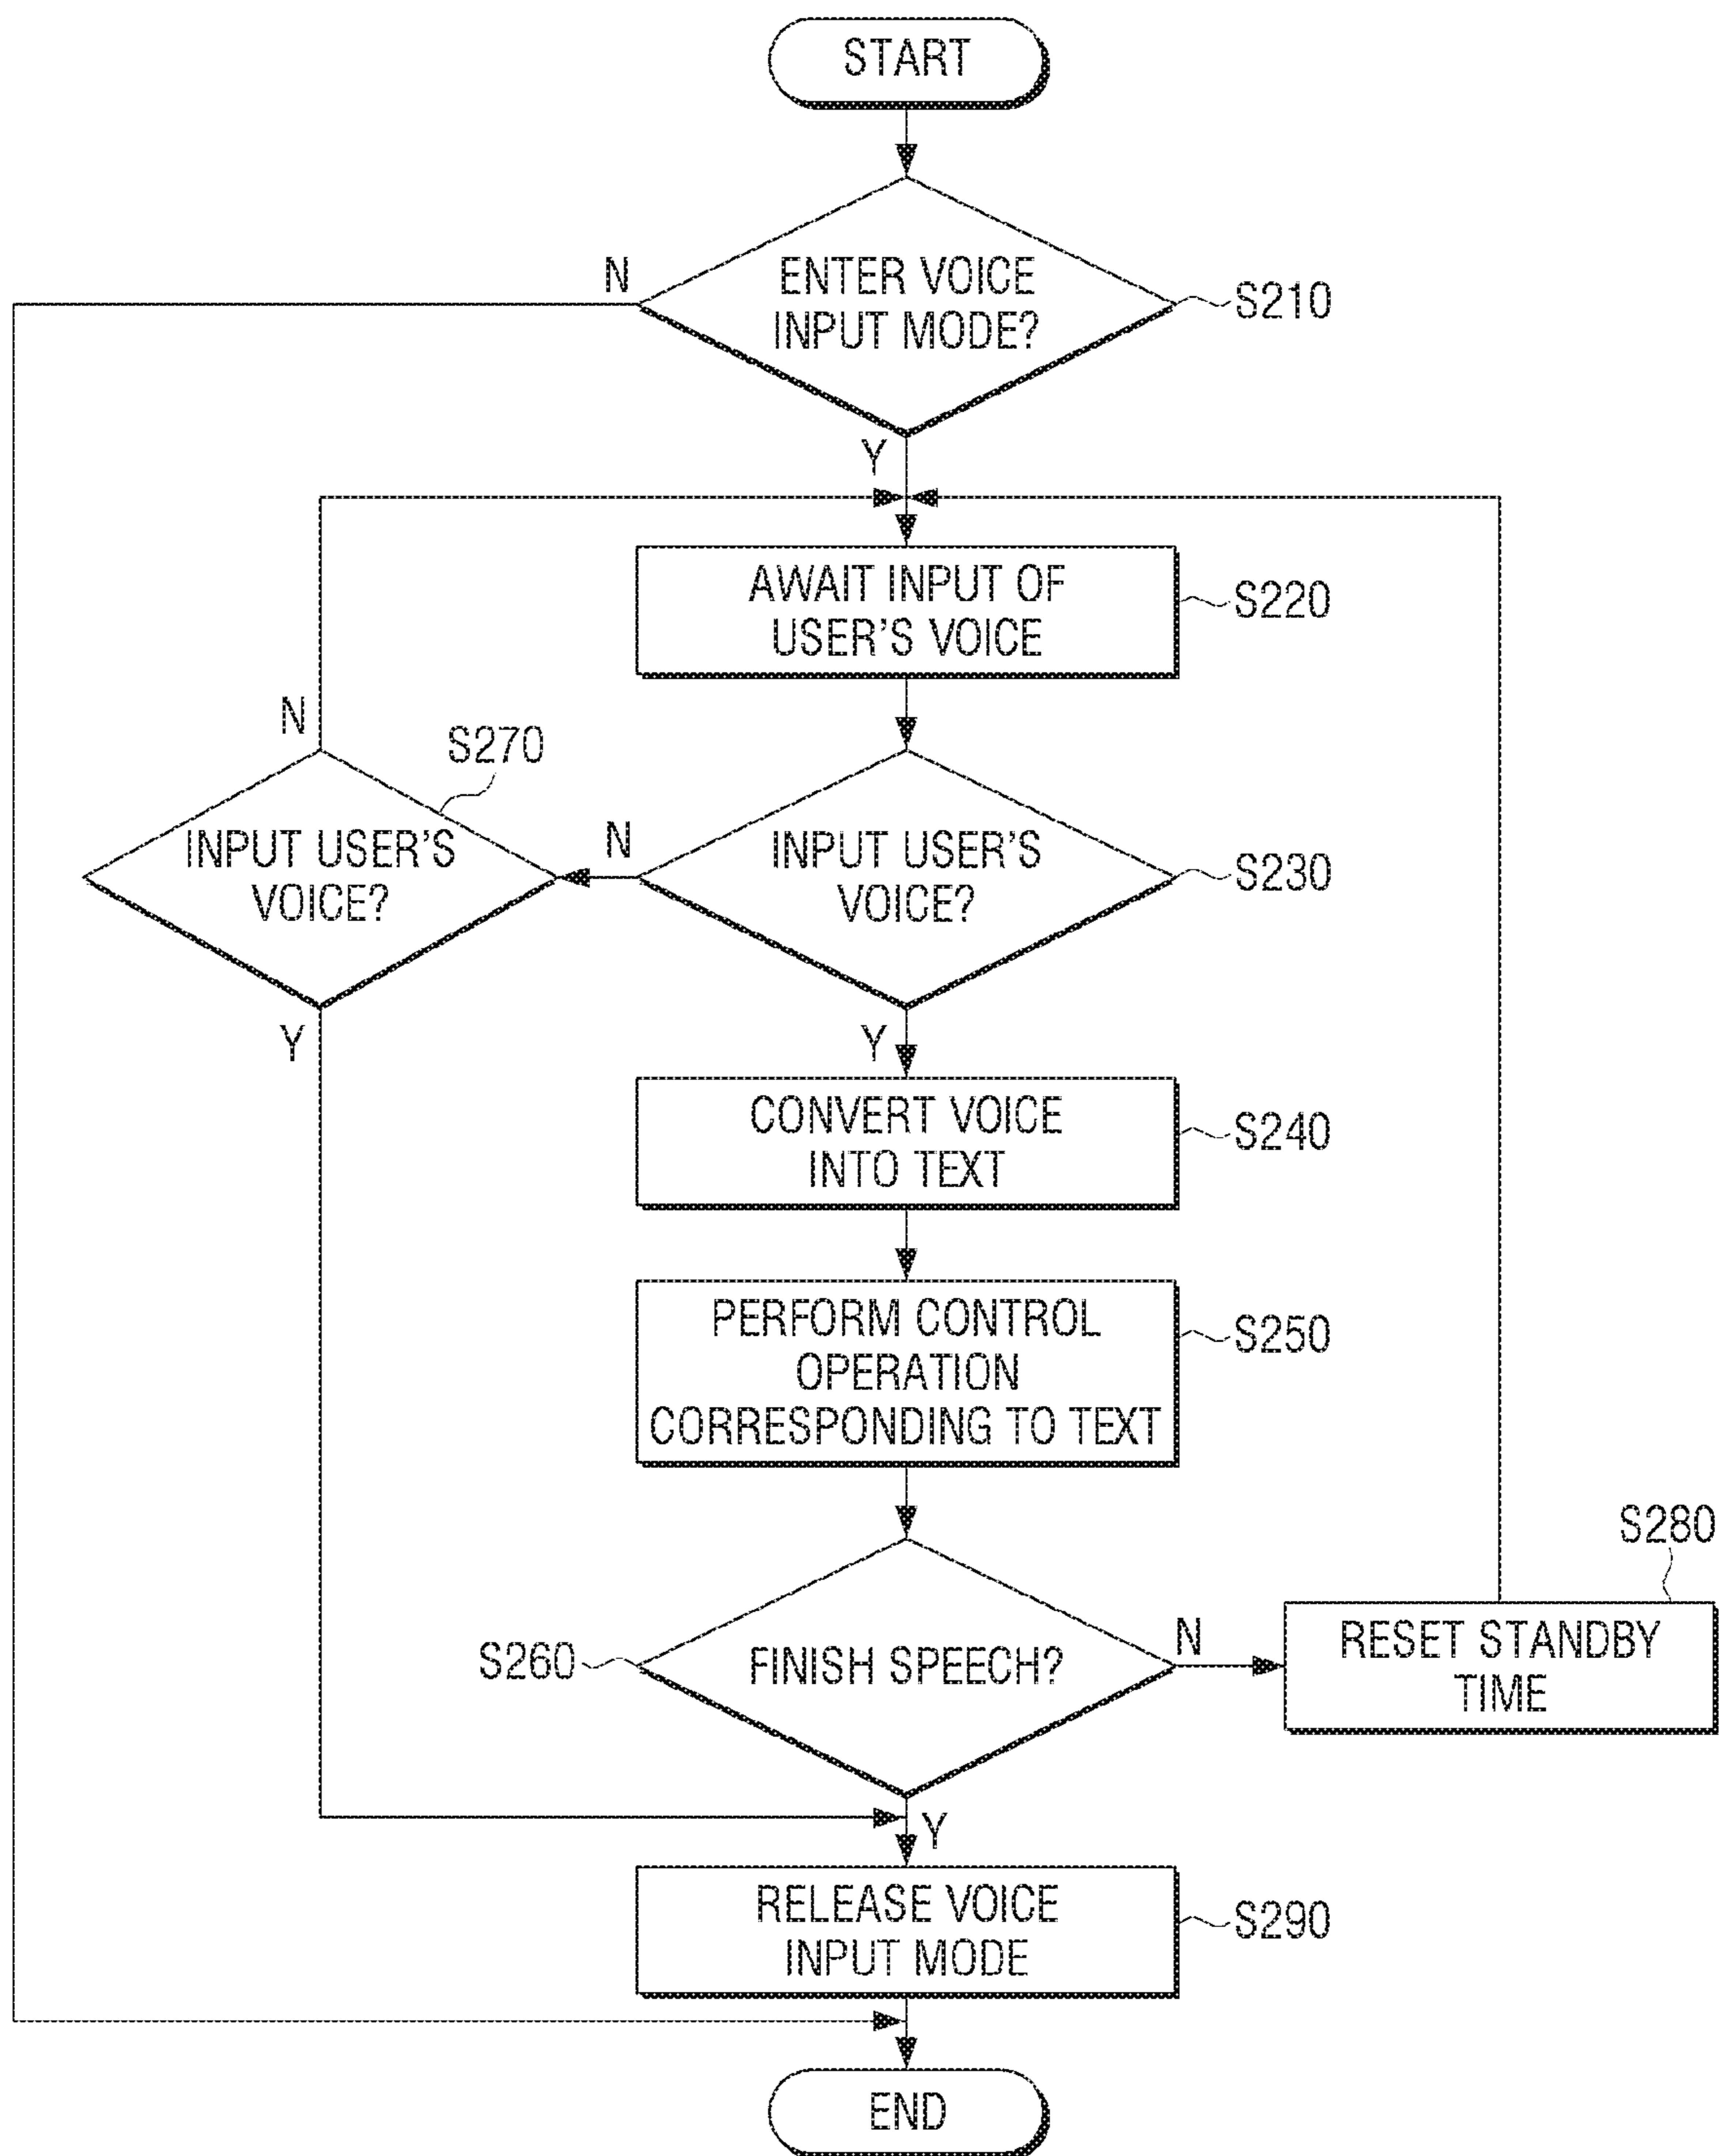 START
N
ENTER VOICE
INPUT MODE?
S210
Y
AWAIT INPUT OF
USER'S VOICE
S220
N
S270
INPUT USER'S
VOICE?
N
INPUT USER'S
VOICE?
S230
Y
Y
CONVERT VOICE
INTO TEXT
S240
PERFORM CONTROL
OPERATION
CORRESPONDING TO TEXT
S250
S260
FINISH SPEECH?
N
S280
RESET STANDBY
TIME
Y
RELEASE VOICE
INPUT MODE
S290
END